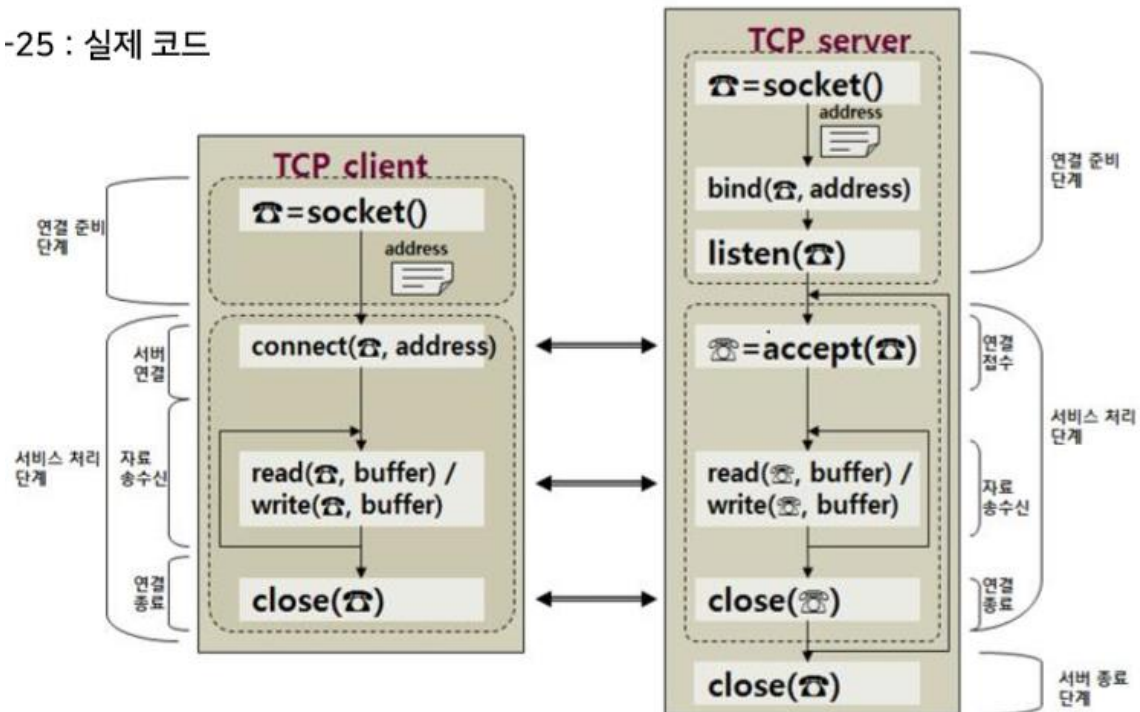 -25 : 실제 코드
TCP client
연결 준비
단계
☎=socket()
address
서비스 처리
단계
서버
연결
connect(☎, address)
자료
송수신
read(☎, buffer) /
write(☎, buffer)
연결
종료
close(☎)
TCP server
☎=socket()
address
bind(☎, address)
listen(☎)
연결 준비
단계
☏=accept(☎)
연결
접수
서비스 처리
단계
read(☏, buffer) /
write(☏, buffer)
자료
송수신
close(☏)
연결
종료
close(☎)
서버 종료
단계